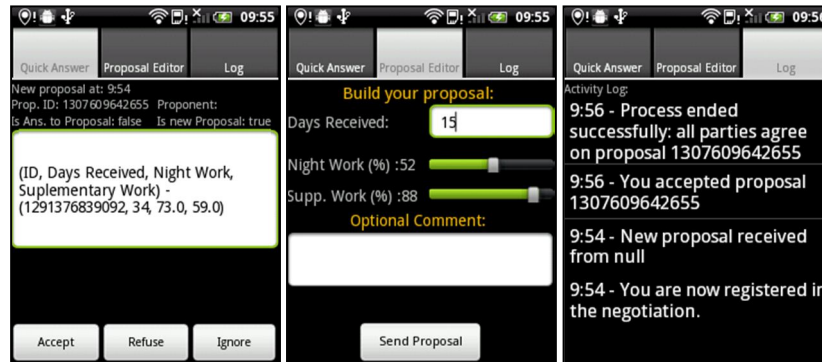 09:55
Quick Answer Proposal Editor Log
New proposal at: 9:54
Prop. ID: 1307609642655 Proponent:
Is Ans. to Proposal: false Is new Proposal: true
(ID, Days Received, Night Work,
Suplementary Work) -
(1291376839092, 34, 73.0, 59.0)
Accept Refuse Ignore
09:55
Quick Answer Proposal Editor Log
Build your proposal:
Days Received: 15
Night Work (%) :52
Supp. Work (%) :88
Optional Comment:
Send Proposal
09:56
Quick Answer Proposal Editor Log
Activity Log:
9:56 - Process ended
successfully: all parties agree
on proposal 1307609642655
9:56 - You accepted proposal
1307609642655
9:54 - New proposal received
from null
9:54 - You are now registered in
the negotiation.